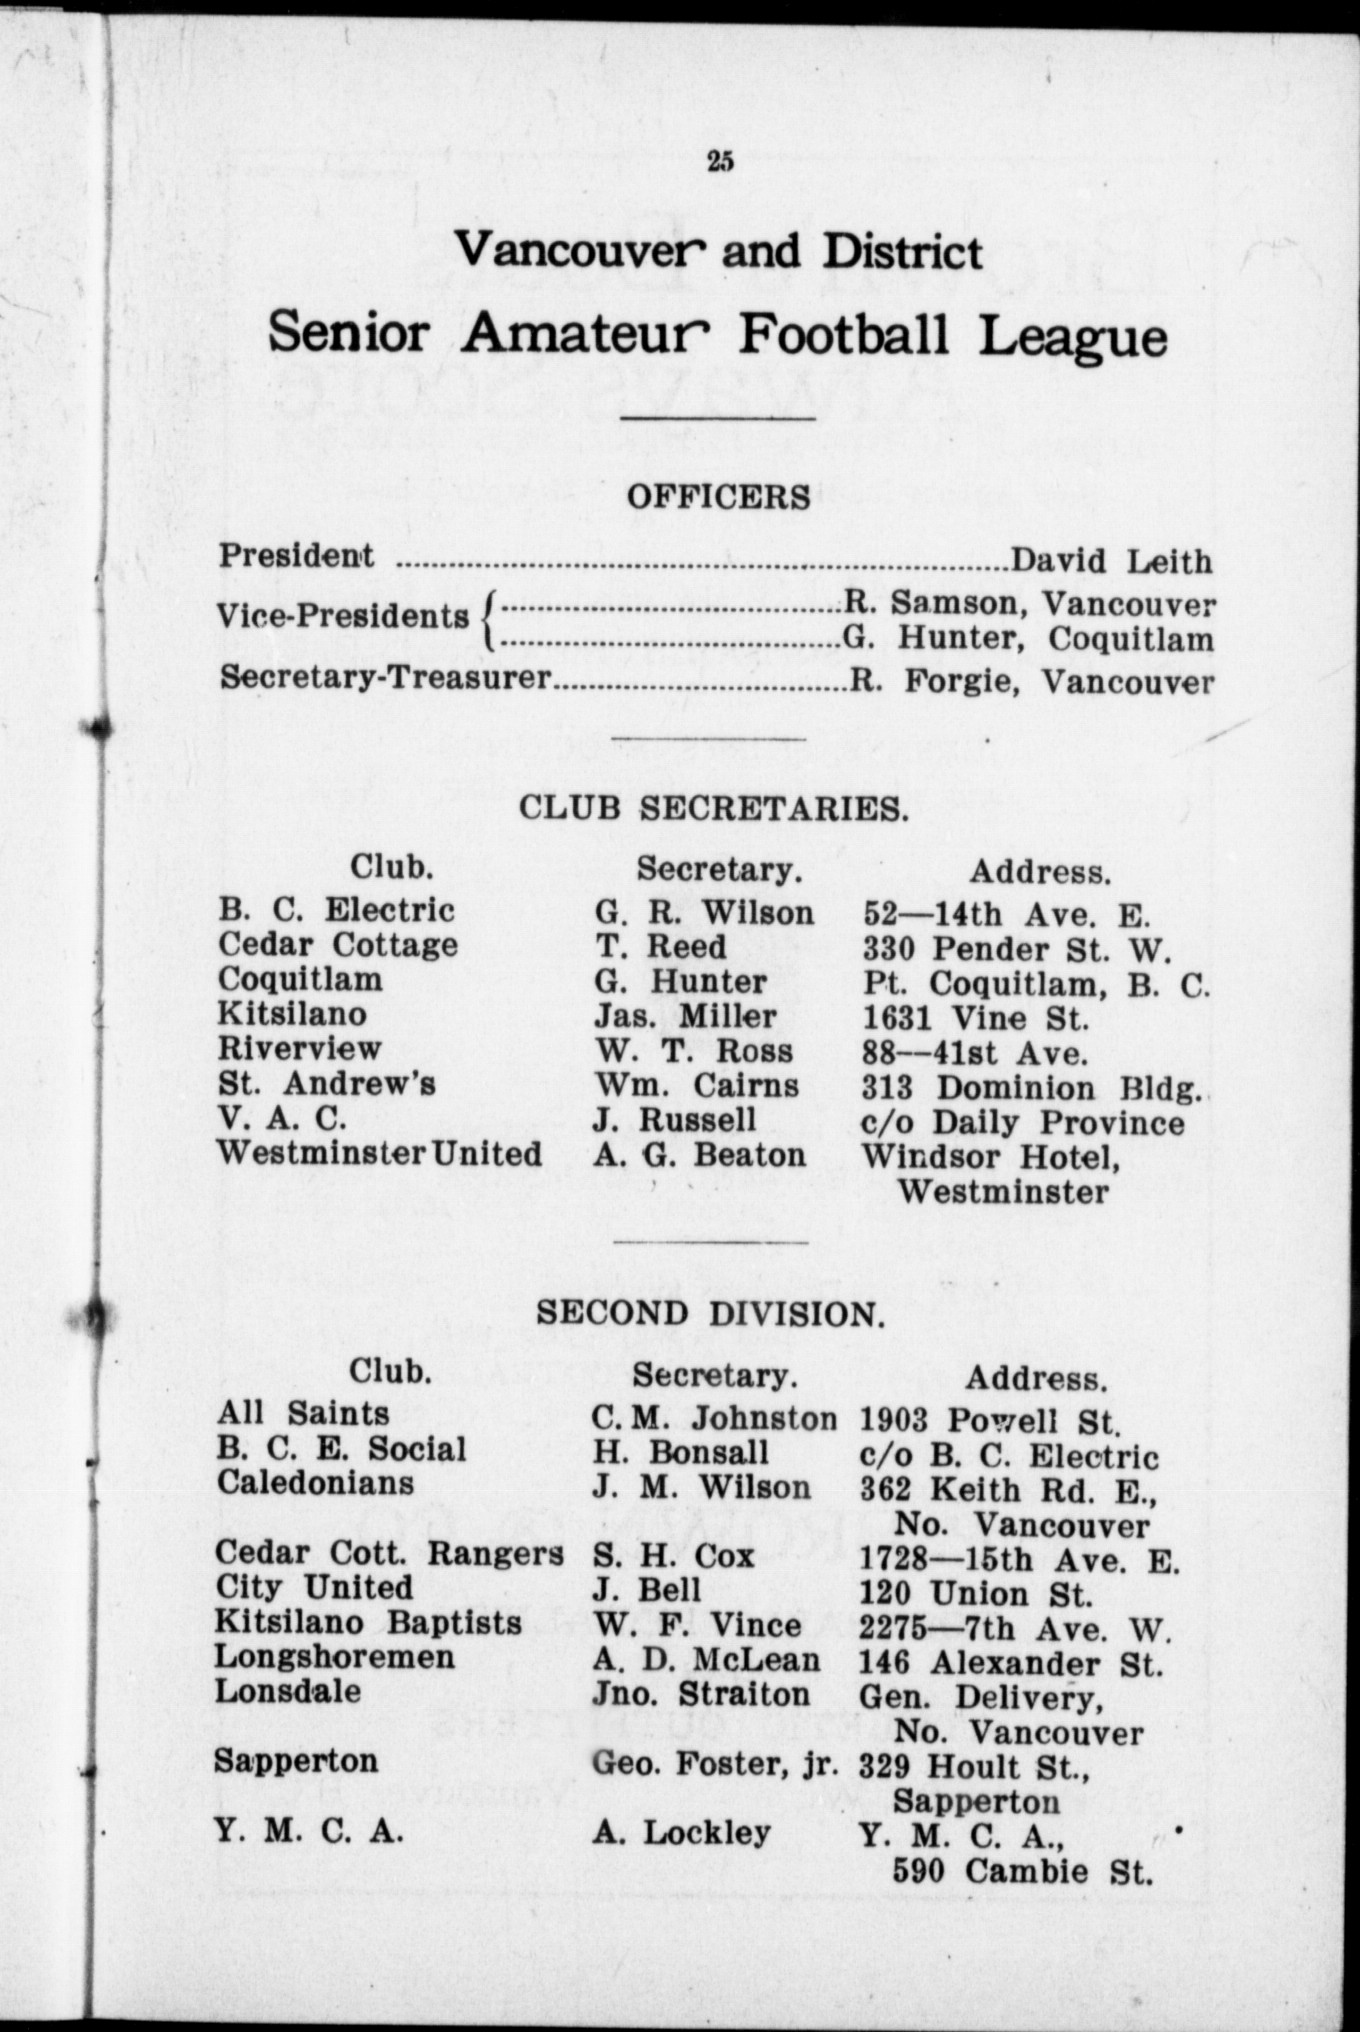 25
Vancouver and District
Senior Amateur Football League
OFFICERS
President ........................................................................David Leith
Vice-Presidents { .......................................R. Samson, Vancouver
.......................................G. Hunter, Coquitlam
Secretary-Treasurer..................................R. Forgie, Vancouver
CLUB SECRETARIES.
Club. Secretary. Address.
B. C. Electric G. R. Wilson 52—14th Ave. E.
Cedar Cottage T. Reed 330 Pender St. W.
Coquitlam G. Hunter Pt. Coquitlam, B. C.
Kitsilano Jas. Miller 1631 Vine St.
Riverview W. T. Ross 88—41st Ave.
St. Andrew's Wm. Cairns 313 Dominion Bldg.
V. A. C. J. Russell c/o Daily Province
Westminster United A. G. Beaton Windsor Hotel,
Westminster
SECOND DIVISION.
Club. Secretary. Address.
All Saints C. M. Johnston 1903 Powell St.
B. C. E. Social H. Bonsall c/o B. C. Electric
Caledonians J. M. Wilson 362 Keith Rd. E.,
No. Vancouver
Cedar Cott. Rangers S. H. Cox 1728—15th Ave. E.
City United J. Bell 120 Union St.
Kitsilano Baptists W. F. Vince 2275—7th Ave. W.
Longshoremen A. D. McLean 146 Alexander St.
Lonsdale Jno. Straiton Gen. Delivery,
No. Vancouver
Sapperton Geo. Foster, jr. 329 Hoult St.,
Sapperton
Y. M. C. A. A. Lockley Y. M. C. A.,
590 Cambie St.